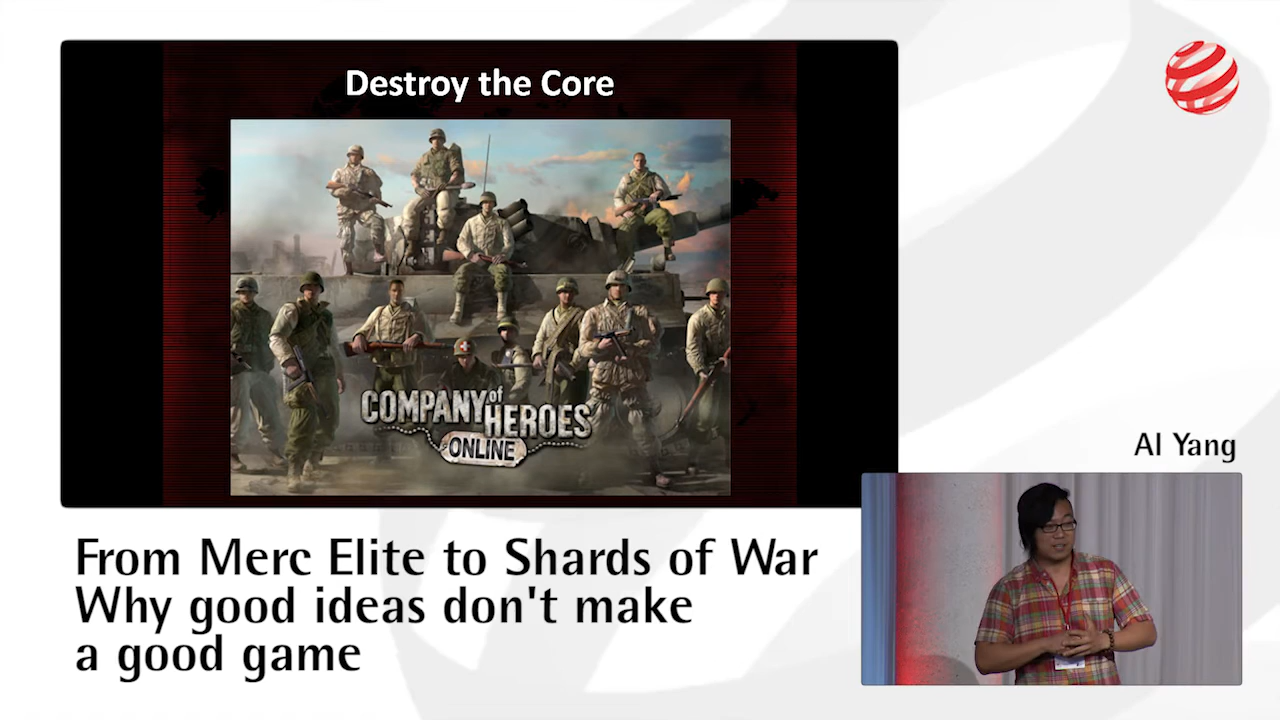 Destroy the Core
COMPANY of HEROES
ONLINE
Al Yang
From Merc Elite to Shards of War
Why good ideas don't make
a good game